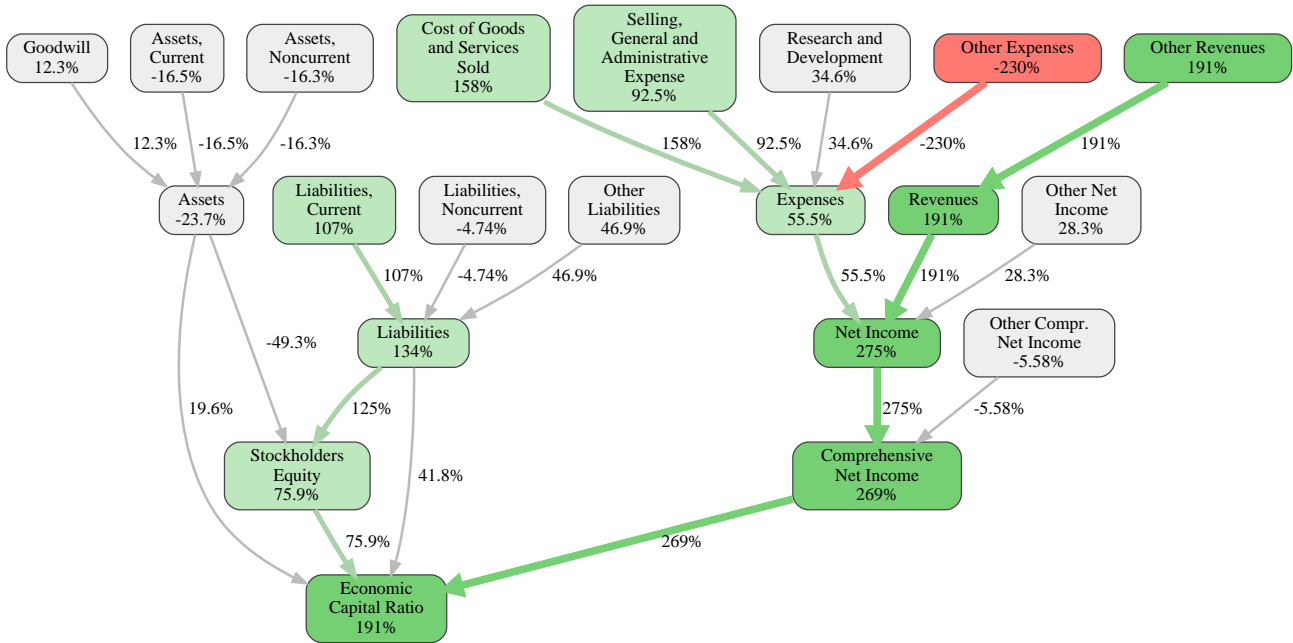 Goodwill
12.3%
Assets,
Current
-16.5%
Assets,
Noncurrent
-16.3%
Cost of Goods
and Services
Sold
158%
Selling,
General and
Administrative
Expense
92.5%
Research and
Development
34.6%
Other Expenses
-230%
Other Revenues
191%
12.3%
-16.5%
-16.3%
158%
92.5%
34.6%
-230%
191%
Assets
-23.7%
Liabilities,
Current
107%
Liabilities,
Noncurrent
-4.74%
Other
Liabilities
46.9%
Expenses
55.5%
Revenues
191%
Other Net
Income
28.3%
107%
-4.74%
46.9%
55.5%
191%
28.3%
-49.3%
Liabilities
134%
Net Income
275%
Other Compr.
Net Income
-5.58%
19.6%
125%
275%
-5.58%
Stockholders
Equity
75.9%
41.8%
Comprehensive
Net Income
269%
75.9%
269%
Economic
Capital Ratio
191%